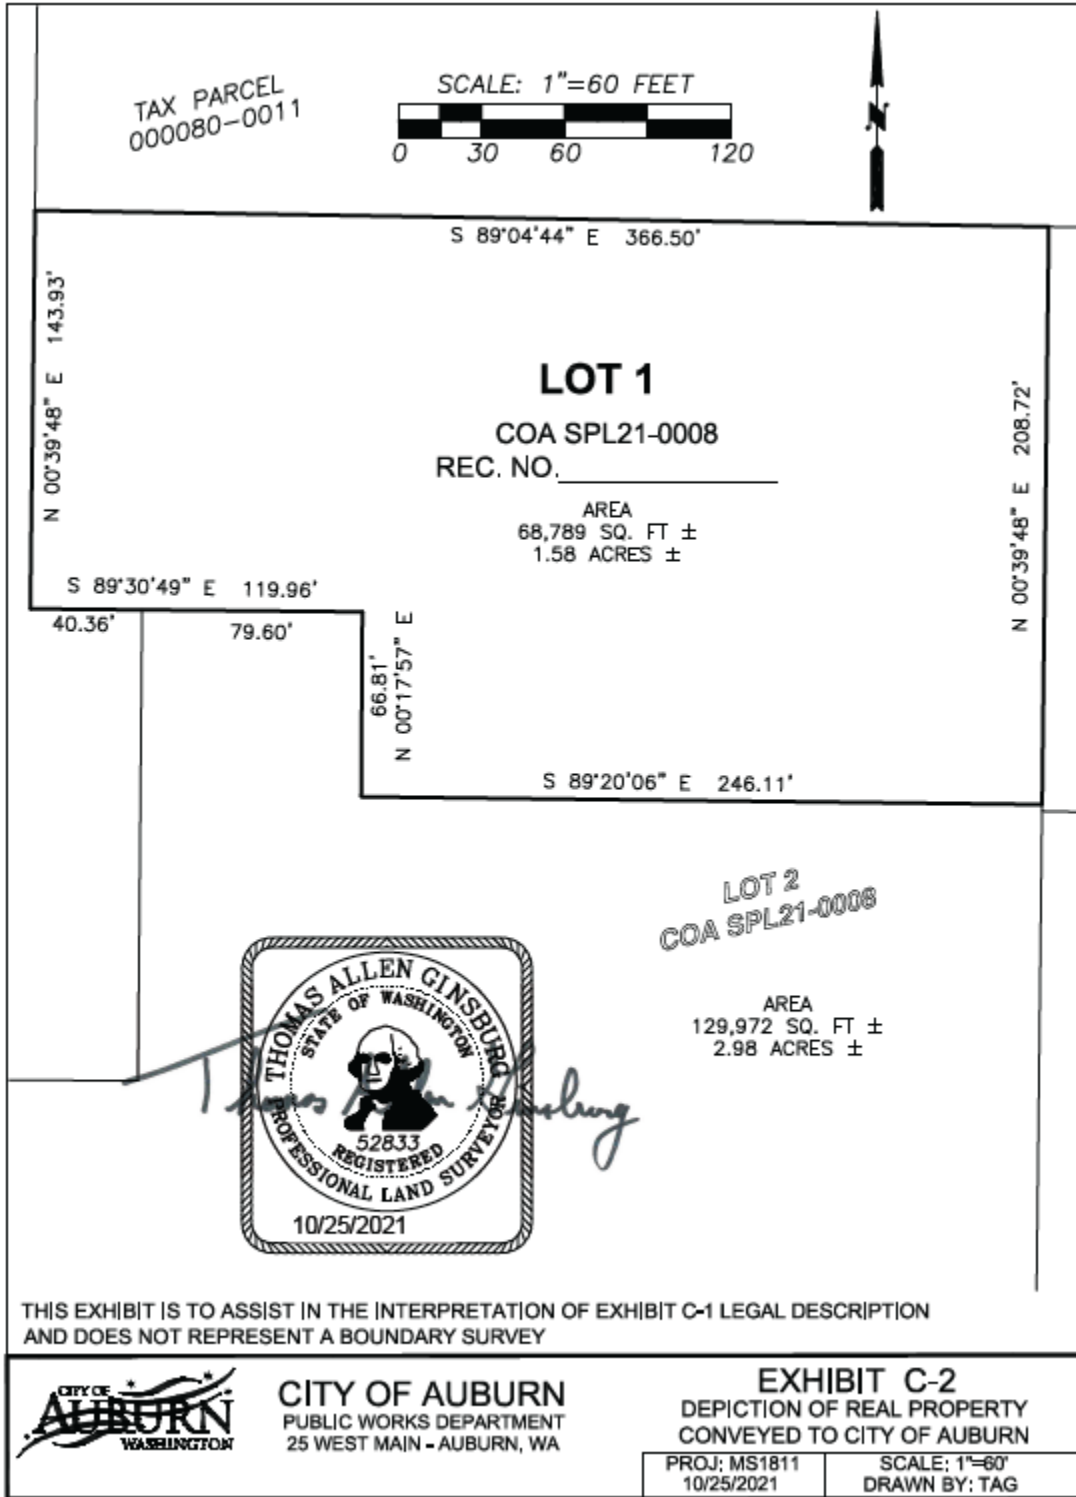 TAX PARCEL
000080-0011
SCALE: 1"=60 FEET
0 30 60 120
N
S 89°04'44" E 366.50'
N 00°39'48" E 143.93'
LOT 1
COA SPL21-0008
REC. NO.
AREA
68,789 SQ. FT ±
1.58 ACRES ±
N 00°39'48" E 208.72'
S 89°30'49" E 119.96'
40.36'
79.60'
66.81'
N 00°17'57" E
S 89°20'06" E 246.11'
LOT 2
COA SPL21-0008
AREA
129,972 SQ. FT ±
2.98 ACRES ±
THOMAS ALLEN GINSBURG
STATE OF WASHINGTON
Thomas Allen Ginsburg
52833
REGISTERED
PROFESSIONAL LAND SURVEYOR
10/25/2021
THIS EXHIBIT IS TO ASSIST IN THE INTERPRETATION OF EXHIBIT C-1 LEGAL DESCRIPTION
AND DOES NOT REPRESENT A BOUNDARY SURVEY
CITY OF
AUBURN
WASHINGTON
CITY OF AUBURN
PUBLIC WORKS DEPARTMENT
25 WEST MAIN - AUBURN, WA
EXHIBIT C-2
DEPICTION OF REAL PROPERTY
CONVEYED TO CITY OF AUBURN
PROJ: MS1811
10/25/2021
SCALE: 1"=60'
DRAWN BY: TAG